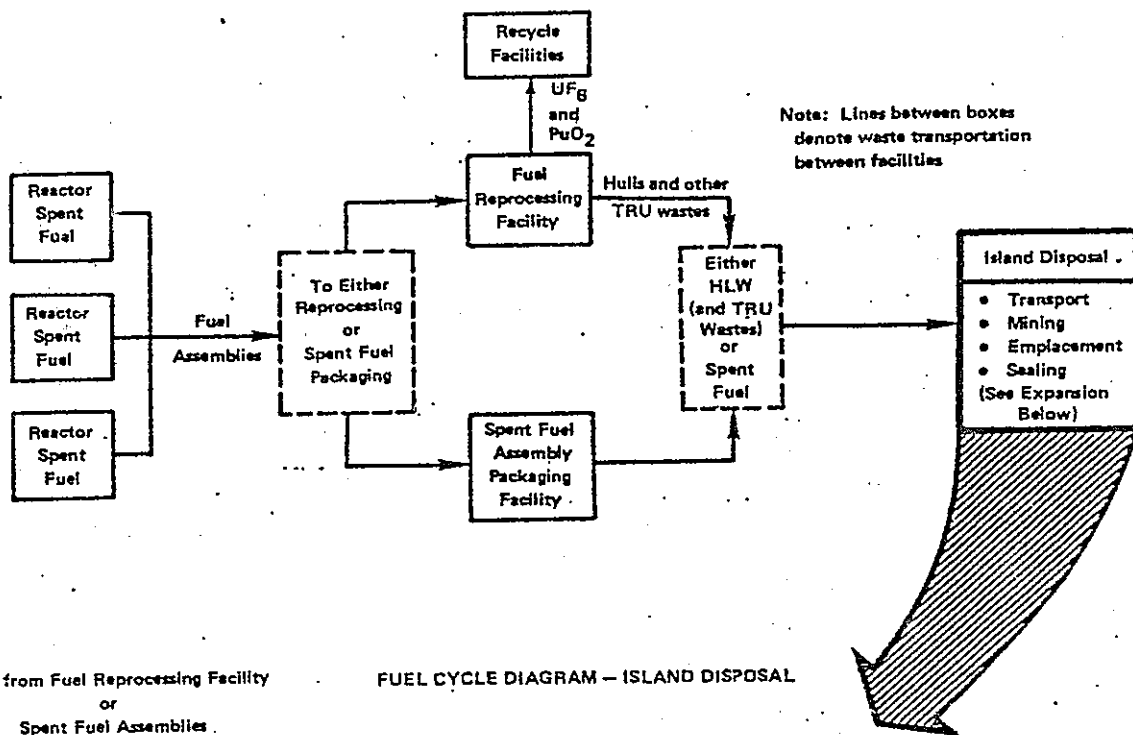 Recycle
Facilities
UF6
and
PuO2
Note: Lines between boxes
denote waste transportation
between facilities
Reactor
Spent
Fuel
Fuel
Reprocessing
Facility
Hulls and other
TRU wastes
Reactor
Spent
Fuel
Fuel
Assemblies
To Either
Reprocessing
or
Spent Fuel
Packaging
Either
HLW
(and TRU
Wastes)
or
Spent
Fuel
Island Disposal
• Transport
• Mining
• Emplacement
• Sealing
(See Expansion
Below)
Reactor
Spent
Fuel
Spent Fuel
Assembly
Packaging
Facility
from Fuel Reprocessing Facility
or
Spent Fuel Assemblies
FUEL CYCLE DIAGRAM — ISLAND DISPOSAL